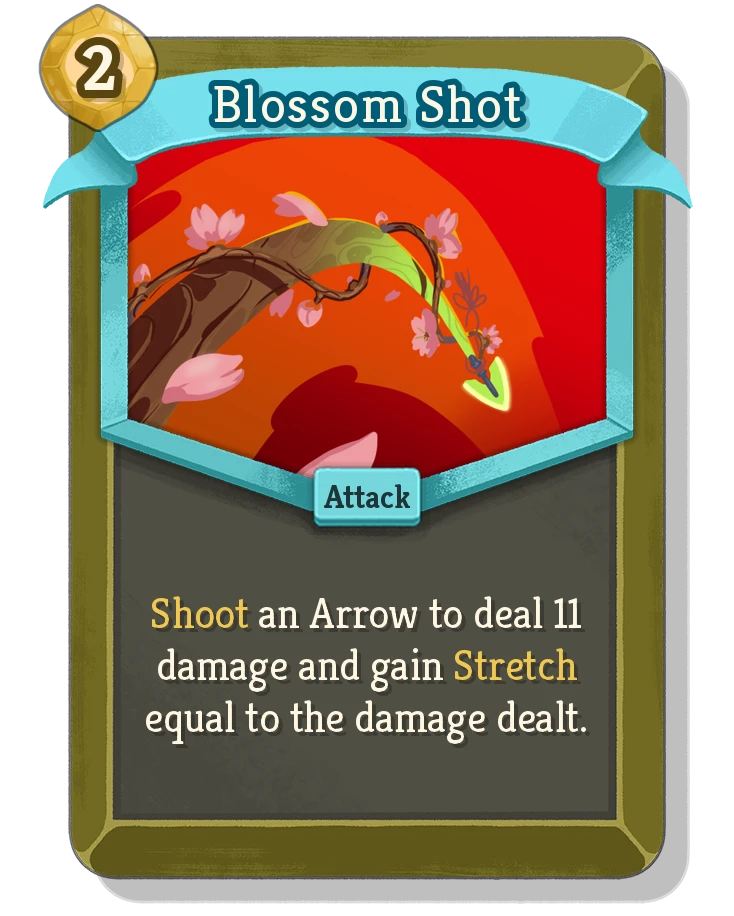 2
Blossom Shot
Attack
Shoot an Arrow to deal 11
damage and gain Stretch
equal to the damage dealt.